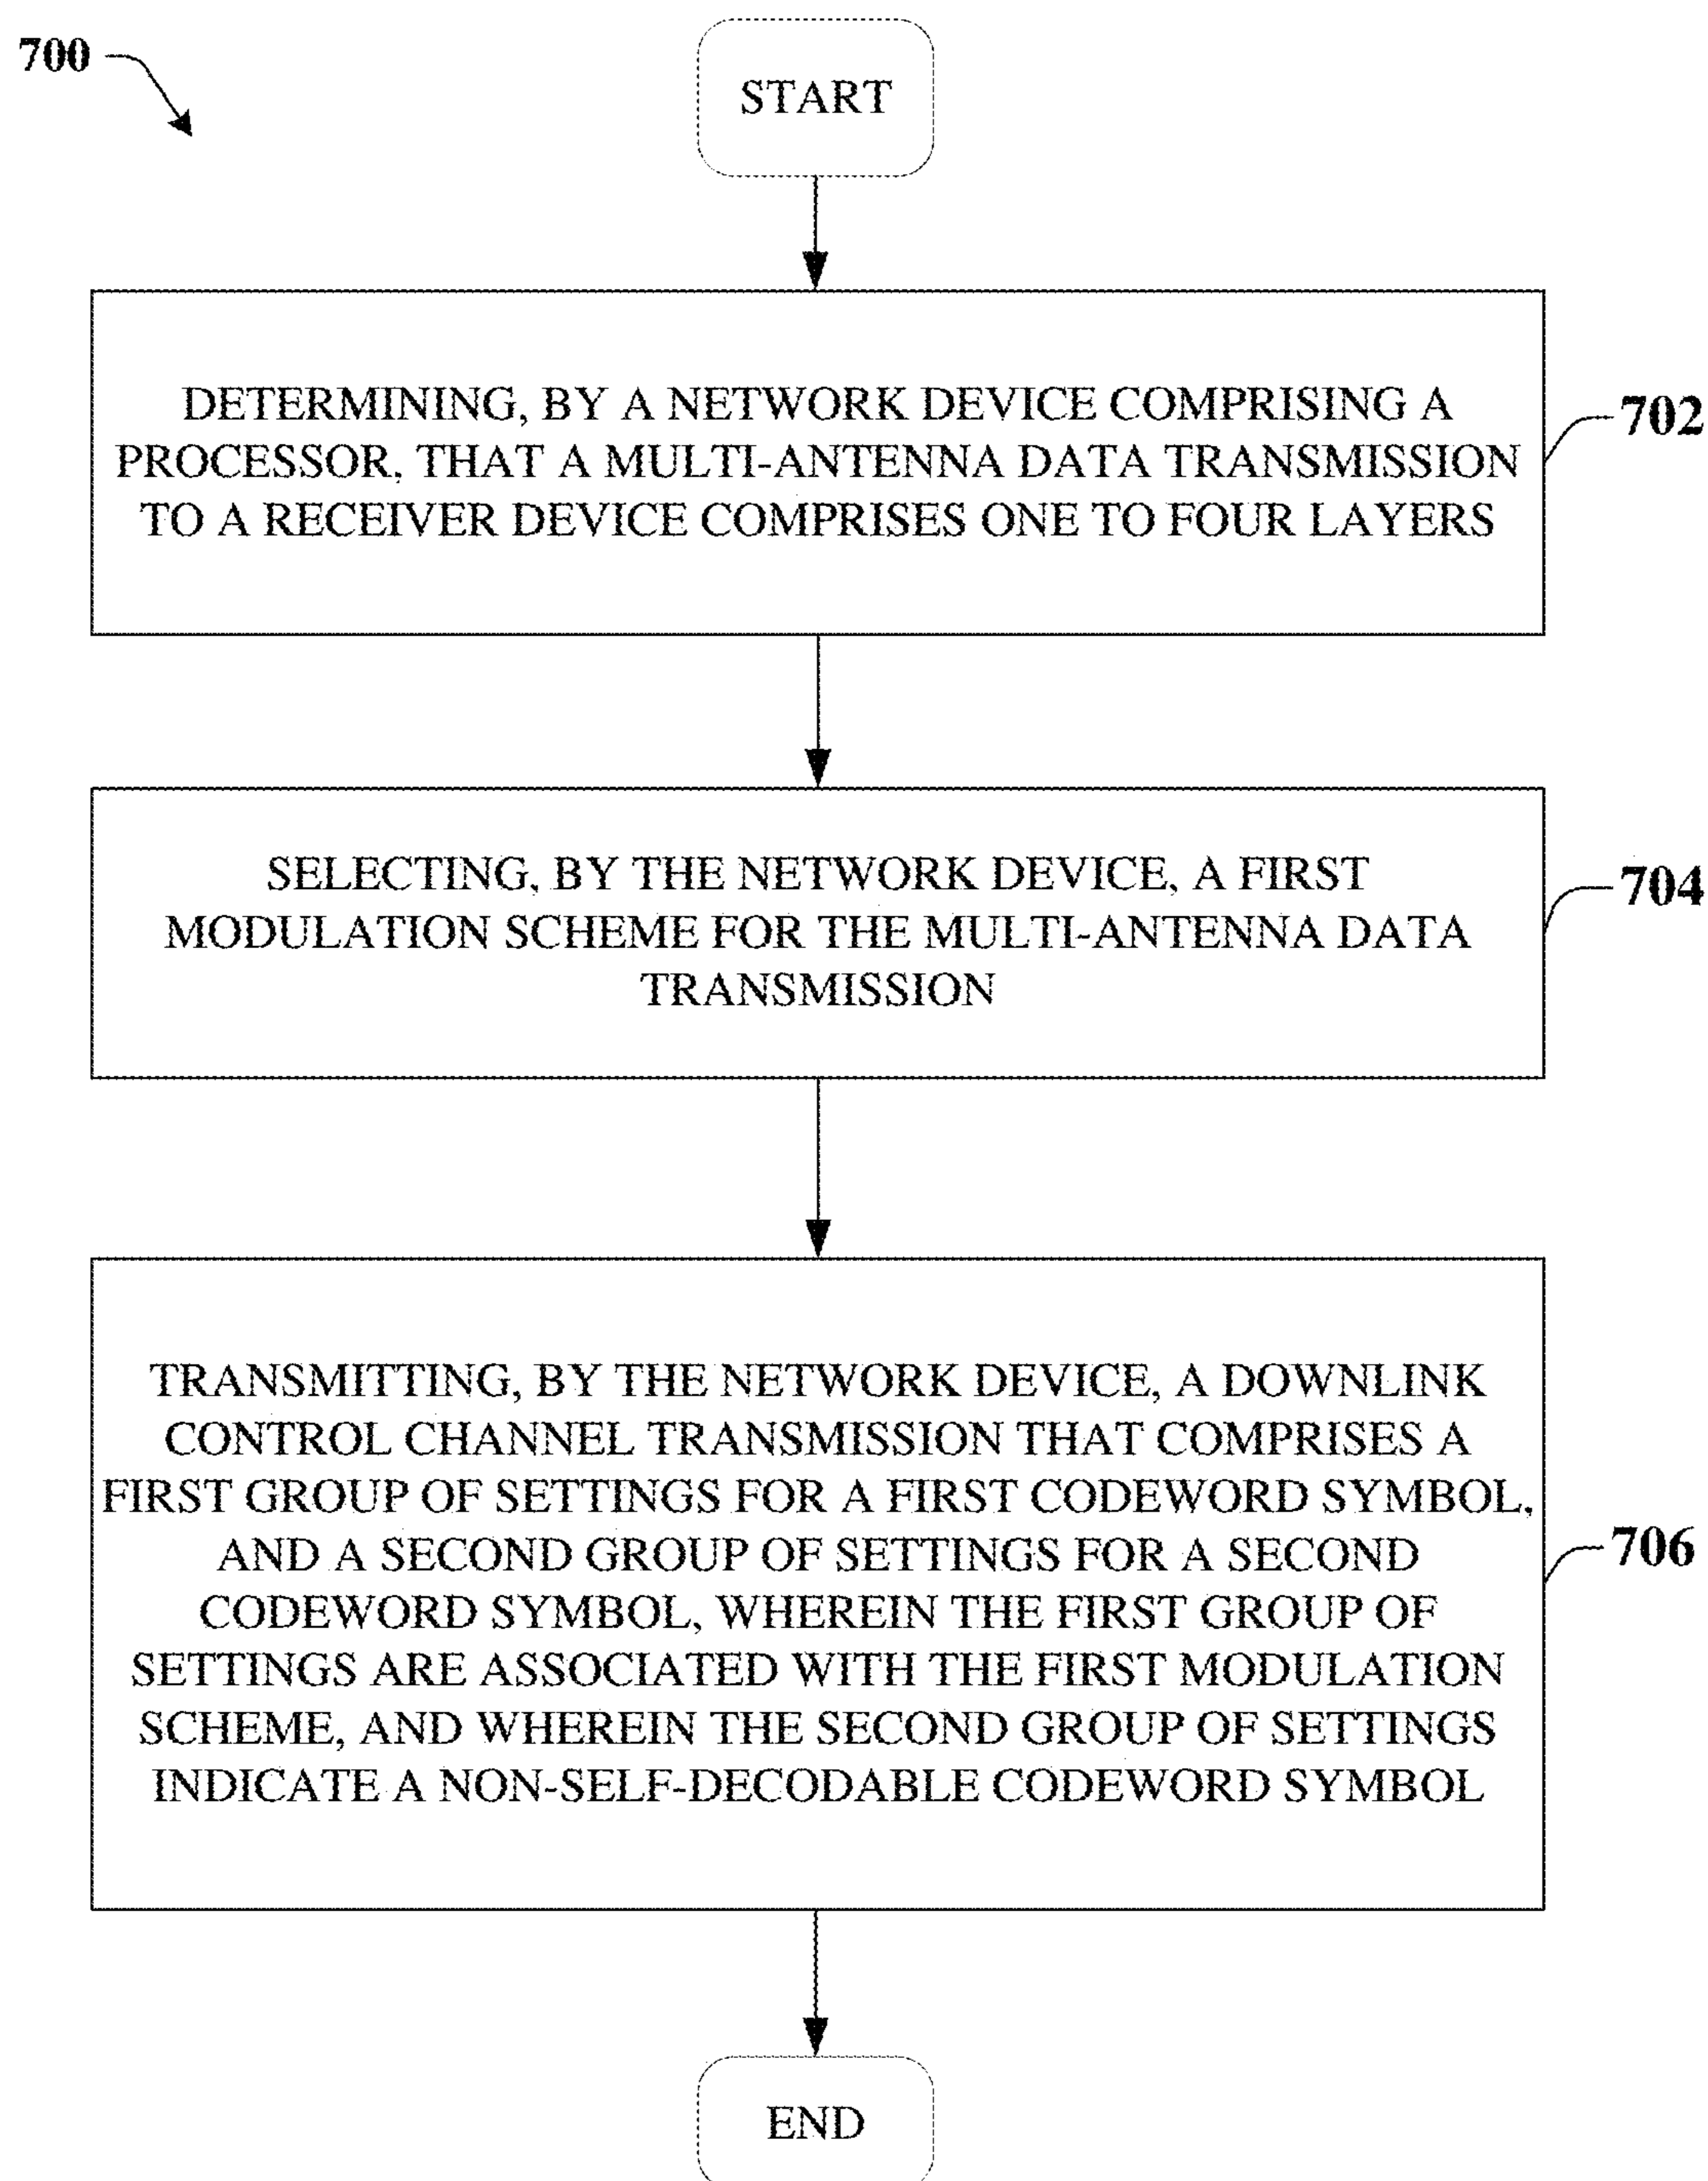 700
START
DETERMINING, BY A NETWORK DEVICE COMPRISING A
PROCESSOR, THAT A MULTI-ANTENNA DATA TRANSMISSION
TO A RECEIVER DEVICE COMPRISES ONE TO FOUR LAYERS
702
SELECTING, BY THE NETWORK DEVICE, A FIRST
MODULATION SCHEME FOR THE MULTI-ANTENNA DATA
TRANSMISSION
704
TRANSMITTING, BY THE NETWORK DEVICE, A DOWNLINK
CONTROL CHANNEL TRANSMISSION THAT COMPRISES A
FIRST GROUP OF SETTINGS FOR A FIRST CODEWORD SYMBOL,
AND A SECOND GROUP OF SETTINGS FOR A SECOND
CODEWORD SYMBOL, WHEREIN THE FIRST GROUP OF
SETTINGS ARE ASSOCIATED WITH THE FIRST MODULATION
SCHEME, AND WHEREIN THE SECOND GROUP OF SETTINGS
INDICATE A NON-SELF-DECODABLE CODEWORD SYMBOL
706
END